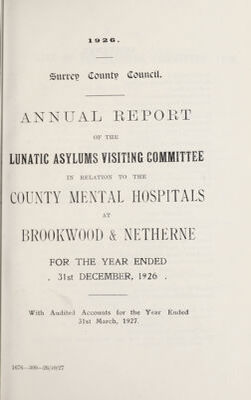 1926.
Surrey County Council.
ANNUAL REPORT
OF THE
LUNATIC ASYLUMS VISITING COMMITTEE
IN RELATION TO THE
COUNTY MENTAL HOSPITALS
AT
BROOKWOOD & NETHERNE
FOR THE YEAR ENDED
. 31st DECEMBER, 1926 .
With Audited Accounts for the Year Ended
31st March, 1927.